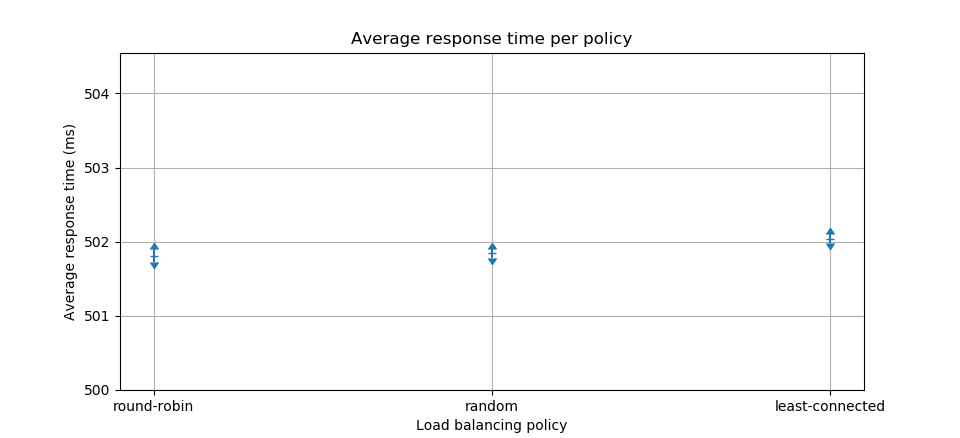 Average response time per policy
Average response time (ms)
504
503
502
501
500
round-robin
random
least-connected
Load balancing policy